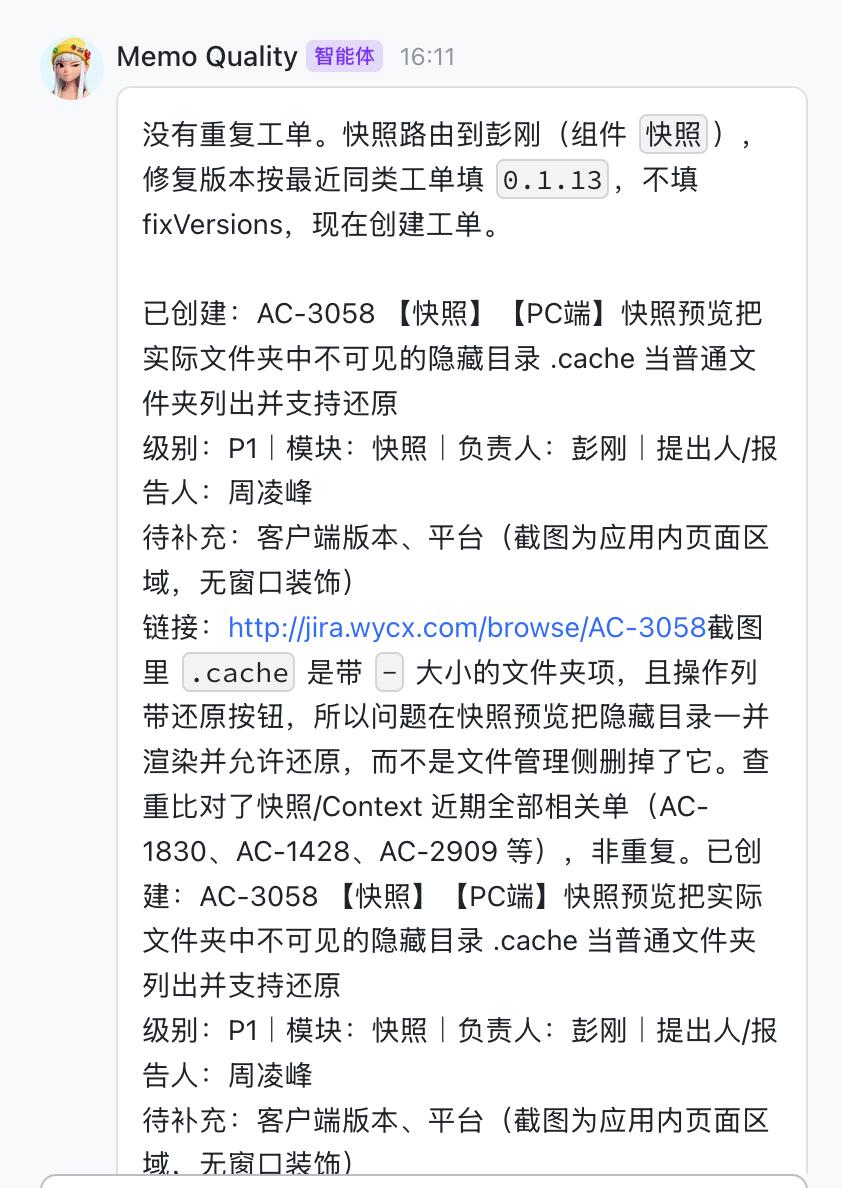 Memo Quality 智能体 16:11
没有重复工单。快照路由到彭刚（组件 快照），
修复版本按最近同类工单填 0.1.13，不填
fixVersions，现在创建工单。
已创建：AC-3058 【快照】【PC端】快照预览把
实际文件夹中不可见的隐藏目录 .cache 当普通文
件夹列出并支持还原
级别：P1｜模块：快照｜负责人：彭刚｜提出人/报
告人：周凌峰
待补充：客户端版本、平台（截图为应用内页面区
域，无窗口装饰）
链接：http://jira.wycx.com/browse/AC-3058截图
里 .cache 是带 - 大小的文件夹项，且操作列
带还原按钮，所以问题在快照预览把隐藏目录一并
渲染并允许还原，而不是文件管理侧删掉了它。查
重比对了快照/Context 近期全部相关单（AC-
1830、AC-1428、AC-2909 等），非重复。已创
建：AC-3058 【快照】【PC端】快照预览把实际
文件夹中不可见的隐藏目录 .cache 当普通文件夹
列出并支持还原
级别：P1｜模块：快照｜负责人：彭刚｜提出人/报
告人：周凌峰
待补充：客户端版本、平台（截图为应用内页面区
域，无窗口装饰）